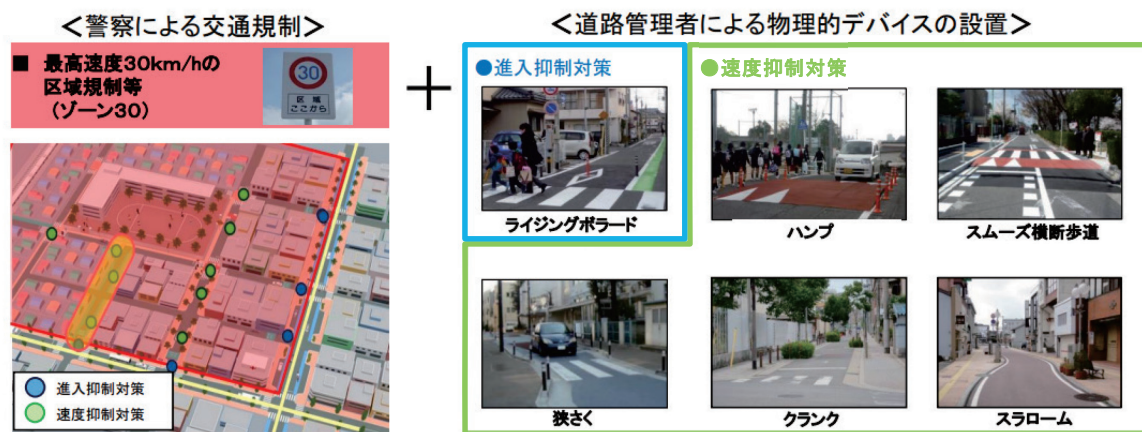 ＜警察による交通規制＞
■ 最高速度30km/hの
区域規制等
（ゾーン30）
30
区域
ここから
進入抑制対策
速度抑制対策
＋
＜道路管理者による物理的デバイスの設置＞
●進入抑制対策
ライジングボラード
●速度抑制対策
ハンプ
スムーズ横断歩道
狭さく
クランク
スラローム